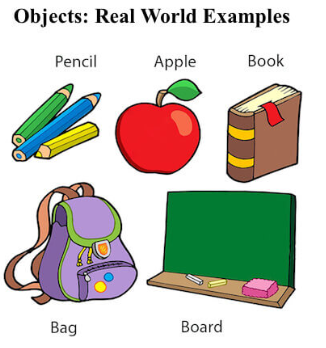 Objects: Real World Examples
Pencil Apple Book
Bag Board